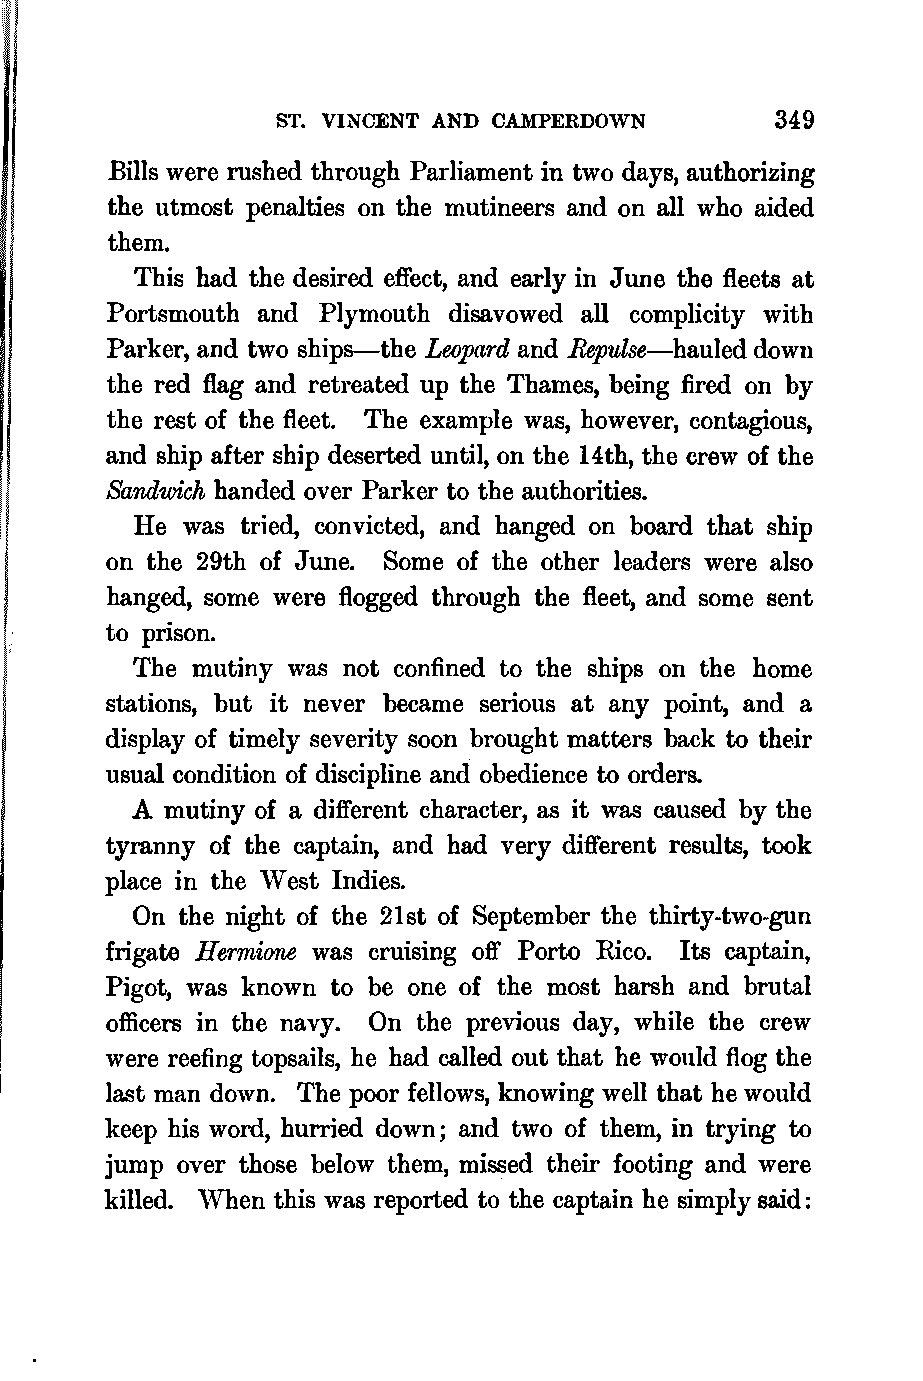 ST. VINCENT AND CAMPERDOWN 349
Bills were rushed through Parliament in two days, authorizing
the utmost penalties on the mutineers and on all who aided
them.
This had the desired effect, and early in June the fleets at
Portsmouth and Plymouth disavowed all complicity with
Parker, and two ships—the Leopard and Repulse—hauled down
the red flag and retreated up the Thames, being fired on by
the rest of the fleet. The example was, however, contagious,
and ship after ship deserted until, on the 14th, the crew of the
Sandwich handed over Parker to the authorities.
He was tried, convicted, and hanged on board that ship
on the 29th of June. Some of the other leaders were also
hanged, some were flogged through the fleet, and some sent
to prison.
The mutiny was not confined to the ships on the home
stations, but it never became serious at any point, and a
display of timely severity soon brought matters back to their
usual condition of discipline and obedience to orders.
A mutiny of a different character, as it was caused by the
tyranny of the captain, and had very different results, took
place in the West Indies.
On the night of the 21st of September the thirty-two-gun
frigate Hermione was cruising off Porto Rico. Its captain,
Pigot, was known to be one of the most harsh and brutal
officers in the navy. On the previous day, while the crew
were reefing topsails, he had called out that he would flog the
last man down. The poor fellows, knowing well that he would
keep his word, hurried down; and two of them, in trying to
jump over those below them, missed their footing and were
killed. When this was reported to the captain he simply said: